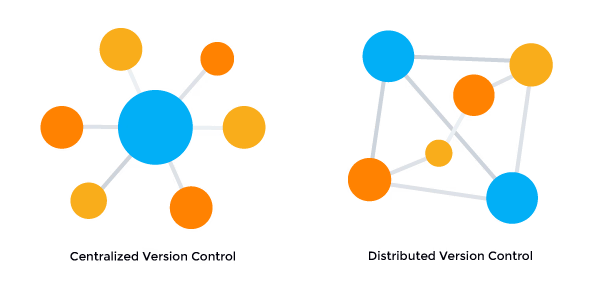 Centralized Version Control
Distributed Version Control